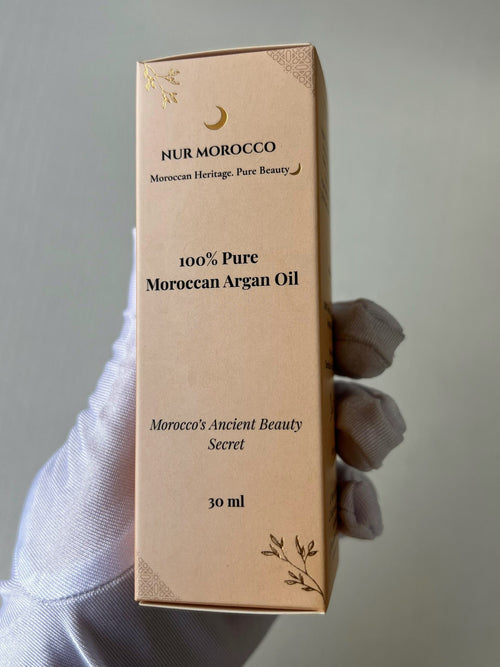 NUR MOROCCO
Moroccan Heritage. Pure Beauty
100% Pure
Moroccan Argan Oil
Morocco's Ancient Beauty
Secret
30 ml